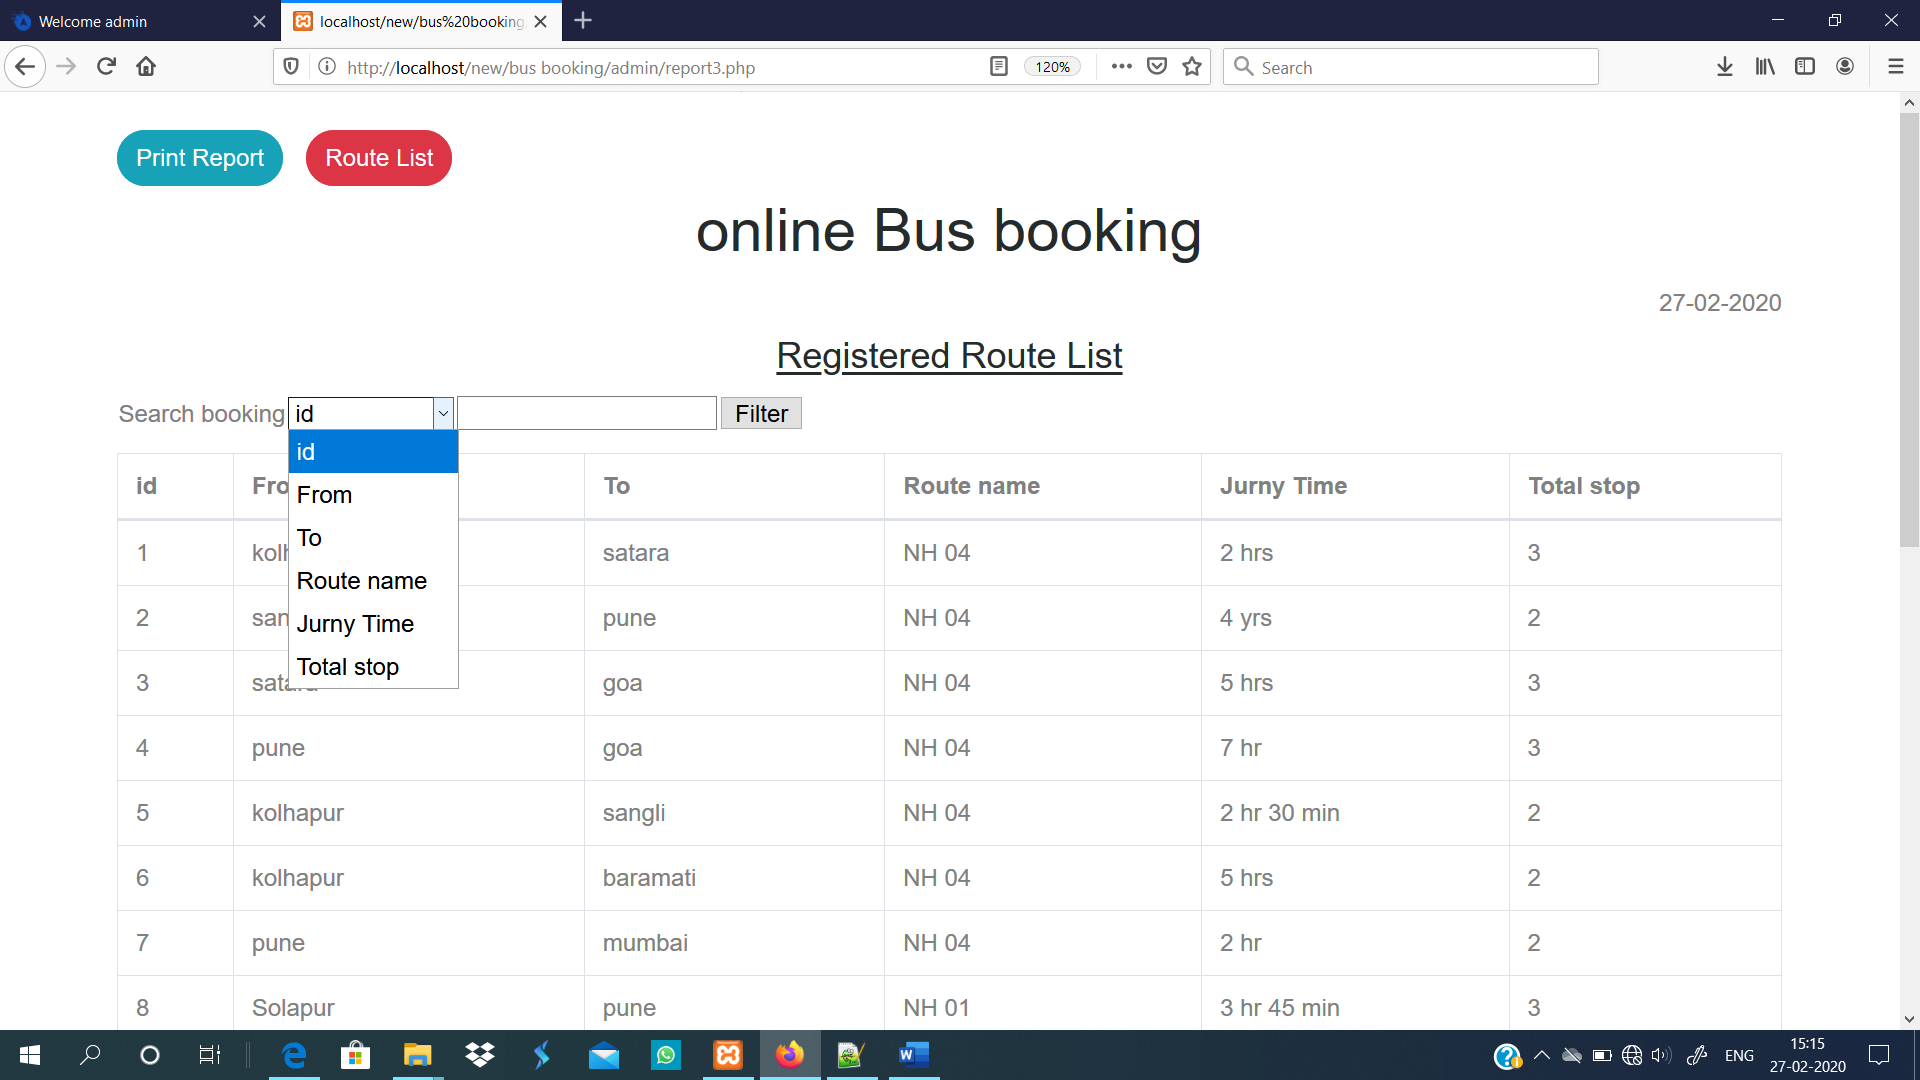 Welcome admin
localhost/new/bus%20booking
http://localhost/new/bus booking/admin/report3.php
120%
Search
Print Report
Route List
online Bus booking
27-02-2020
Registered Route List
Search booking id Filter
id
From
To
Route name
Jurny Time
Total stop
id Fro To Route name Jurny Time Total stop
1 kolh satara NH 04 2 hrs 3
2 san pune NH 04 4 yrs 2
3 satara goa NH 04 5 hrs 3
4 pune goa NH 04 7 hr 3
5 kolhapur sangli NH 04 2 hr 30 min 2
6 kolhapur baramati NH 04 5 hrs 2
7 pune mumbai NH 04 2 hr 2
8 Solapur pune NH 01 3 hr 45 min 3
ENG
15:15
27-02-2020